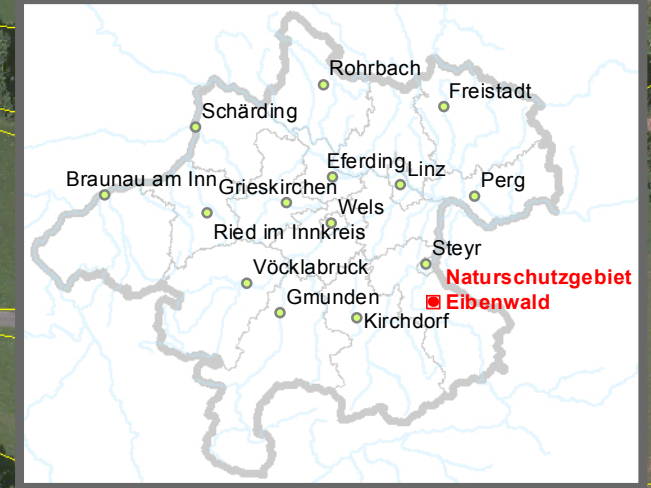 Rohrbach
Freistadt
Schärding
Eferding
Linz
Braunau am Inn
Grieskirchen
Perg
Wels
Ried im Innkreis
Steyr
Vöcklabruck
Naturschutzgebiet
Eibenwald
Gmunden
Kirchdorf